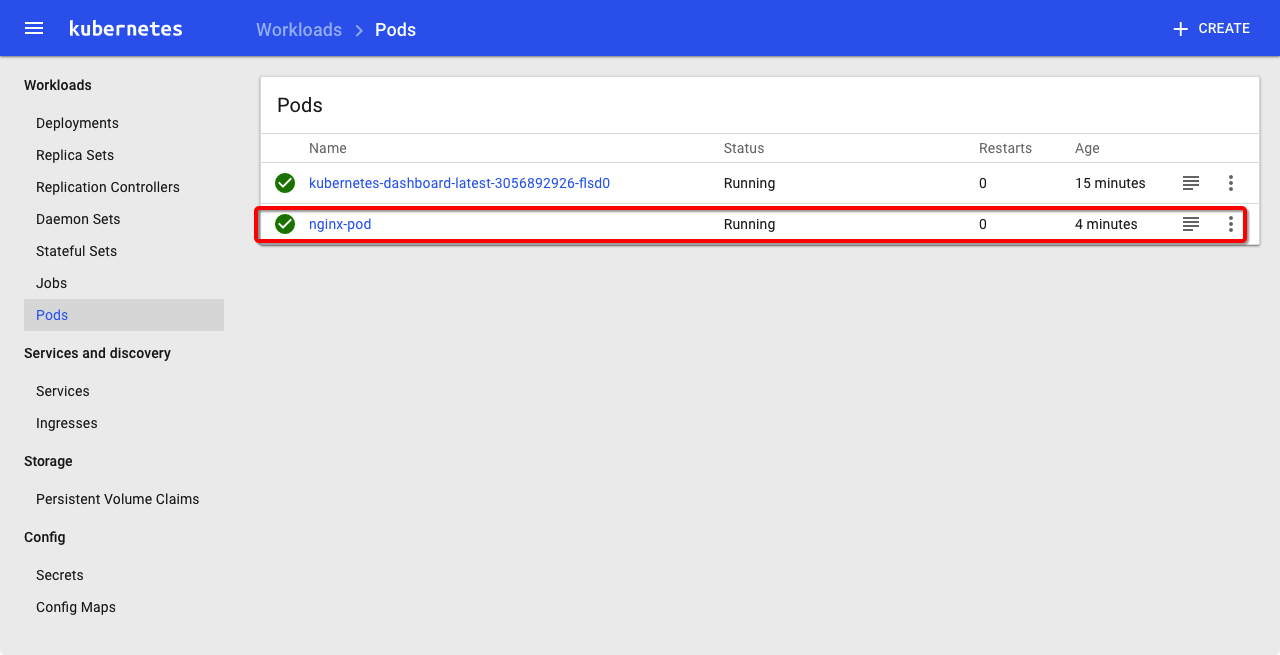 kubernetes
Workloads > Pods
CREATE
Workloads
Deployments
Replica Sets
Replication Controllers
Daemon Sets
Stateful Sets
Jobs
Pods
Services and discovery
Services
Ingresses
Storage
Persistent Volume Claims
Config
Secrets
Config Maps
Pods
Name Status Restarts Age
kubernetes-dashboard-latest-3056892926-flsd0 Running 0 15 minutes
nginx-pod Running 0 4 minutes